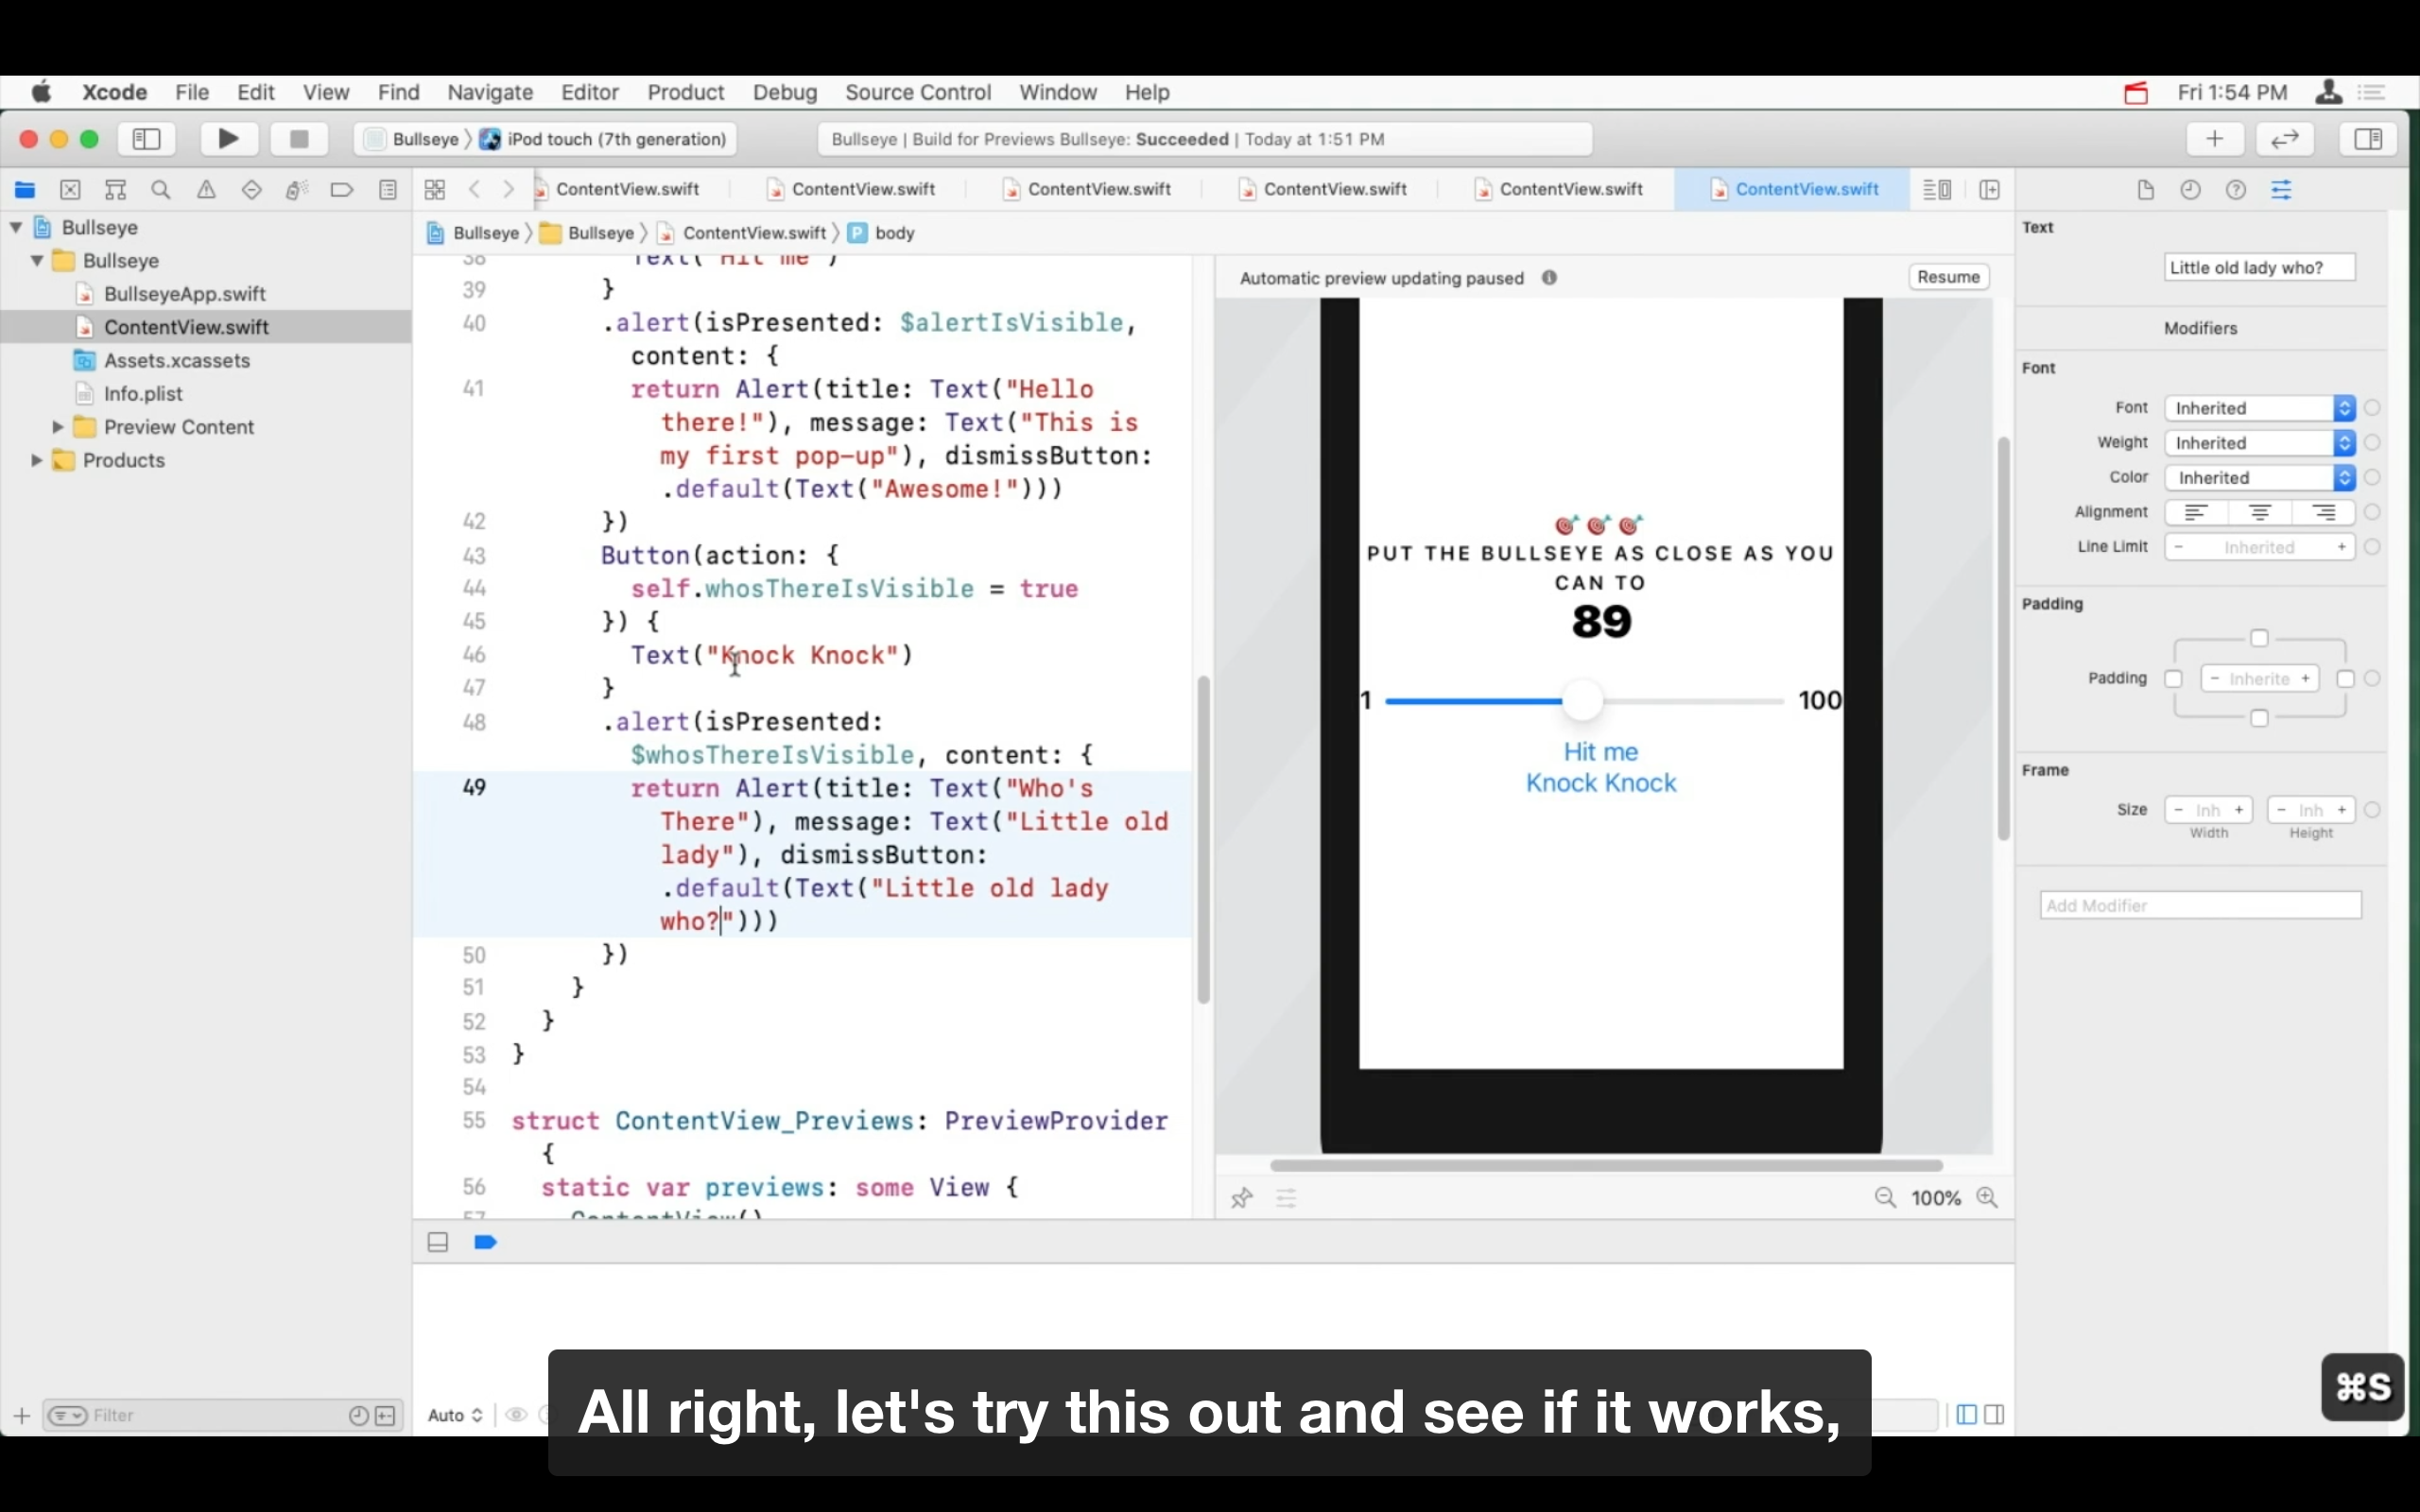 Xcode File Edit View Find Navigate Editor Product Debug Source Control Window Help Fri 1:54 PM
Bullseye iPod touch (7th generation)
Bullseye | Build for Previews Bullseye: Succeeded | Today at 1:51 PM
ContentView.swift ContentView.swift ContentView.swift ContentView.swift ContentView.swift ContentView.swift
Bullseye Bullseye ContentView.swift P body
Bullseye
Bullseye
BullseyeApp.swift
ContentView.swift
Assets.xcassets
Info.plist
Preview Content
Products
Filter
38 Text("Hit me")
39 }
40 .alert(isPresented: $alertIsVisible,
content: {
41 return Alert(title: Text("Hello
there!"), message: Text("This is
my first pop-up"), dismissButton:
.default(Text("Awesome!")))
42 })
43 Button(action: {
44 self.whosThereIsVisible = true
45 }) {
46 Text("Knock Knock")
47 }
48 .alert(isPresented:
$whosThereIsVisible, content: {
49 return Alert(title: Text("Who's
There"), message: Text("Little old
lady"), dismissButton:
.default(Text("Little old lady
who?")))
50 })
51 }
52 }
53 }
54
55 struct ContentView_Previews: PreviewProvider
{
56 static var previews: some View {
57 ContentView()
Automatic preview updating paused
Resume
PUT THE BULLSEYE AS CLOSE AS YOU
CAN TO
89
1 100
Hit me
Knock Knock
100%
Text
Little old lady who?
Modifiers
Font
Font Inherited
Weight Inherited
Color Inherited
Alignment
Line Limit - Inherited +
Padding
Padding - Inherite +
Frame
Size - Inh + - Inh +
Width Height
Add Modifier
Auto
⌘S
All right, let's try this out and see if it works,